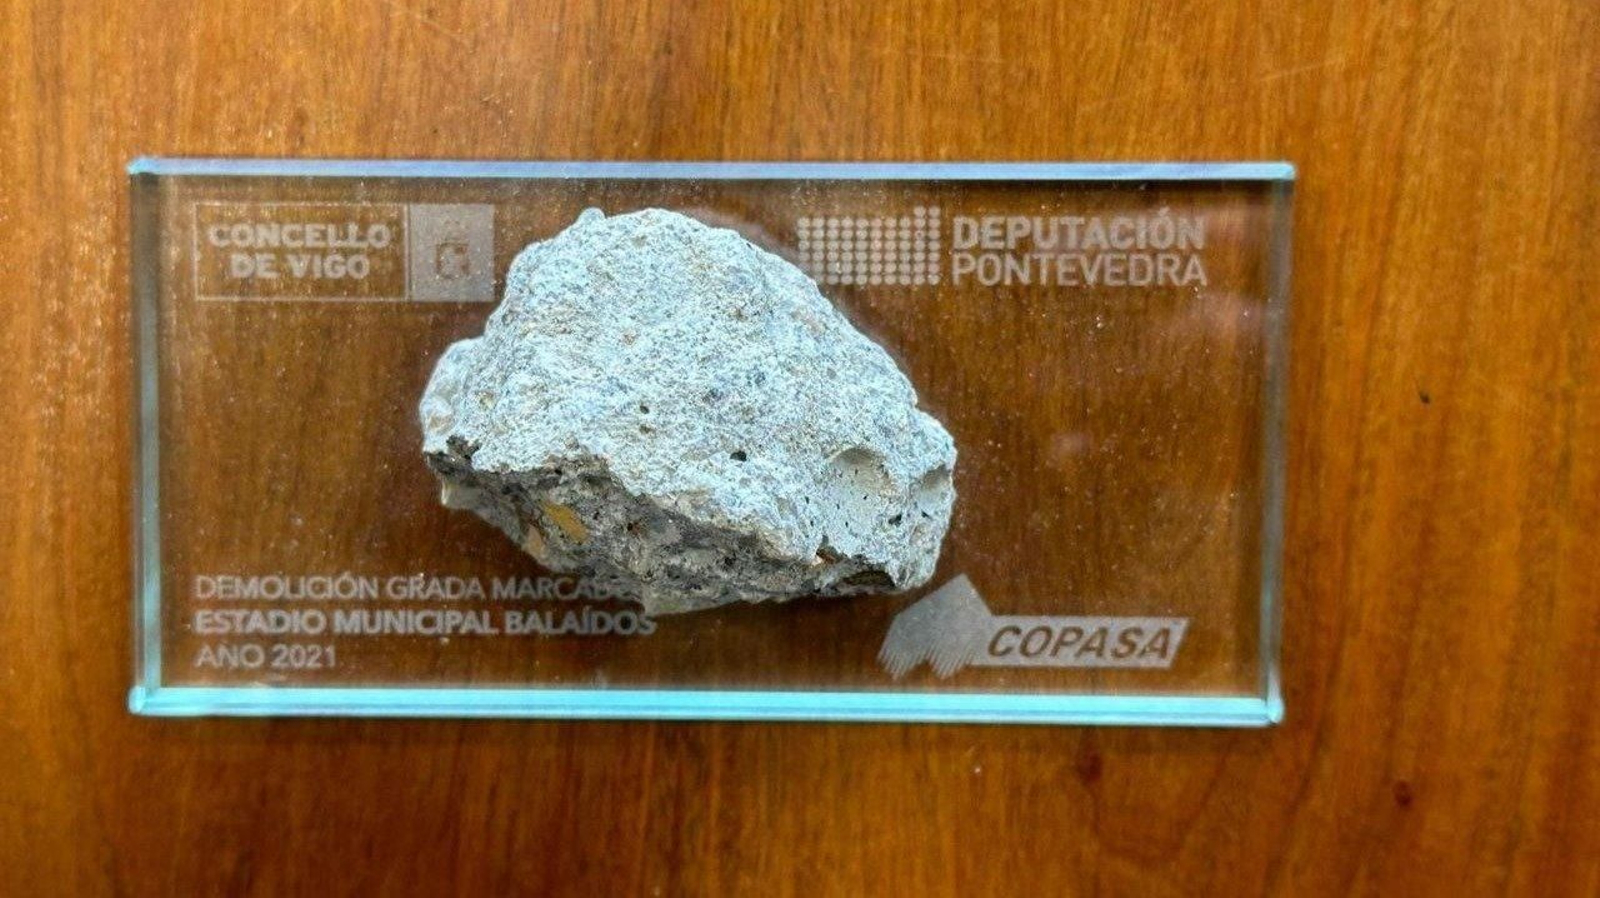 CONCELLO
DE VIGO
DEPUTACIÓN
PONTEVEDRA
DEMOLICIÓN GRADA
ESTADIO MUNICIPAL BALAÍDOS
ANO 2021
COPASA